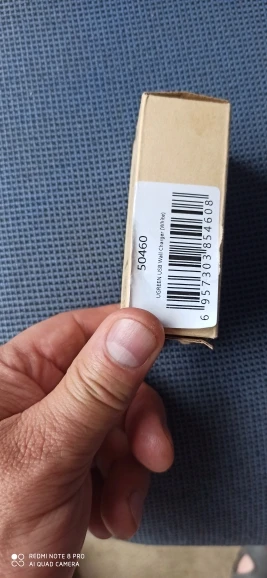 50460
UGREEN USB Wall Charger (White)
6 957303 854608
REDMI NOTE 8 PRO
AI QUAD CAMERA